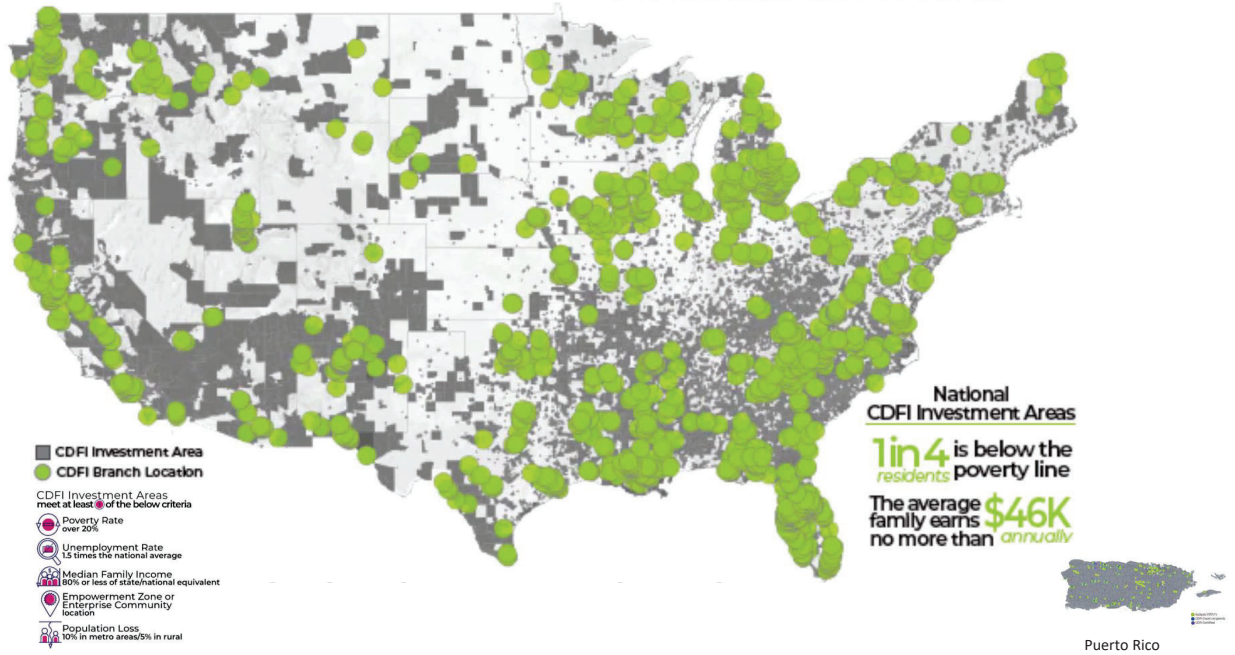 National
CDFI Investment Areas
1 in 4
residents
is below the
poverty line
The average
family earns
no more than
$46K
annually
CDFI Investment Area
CDFI Branch Location
CDFI Investment Areas
meet at least of the below criteria
Poverty Rate
over 20%
Unemployment Rate
1.5 times the national average
Median Family Income
80% or less of state/national equivalent
Empowerment Zone or
Enterprise Community
location
Population Loss
10% in metro areas/5% in rural
Puerto Rico